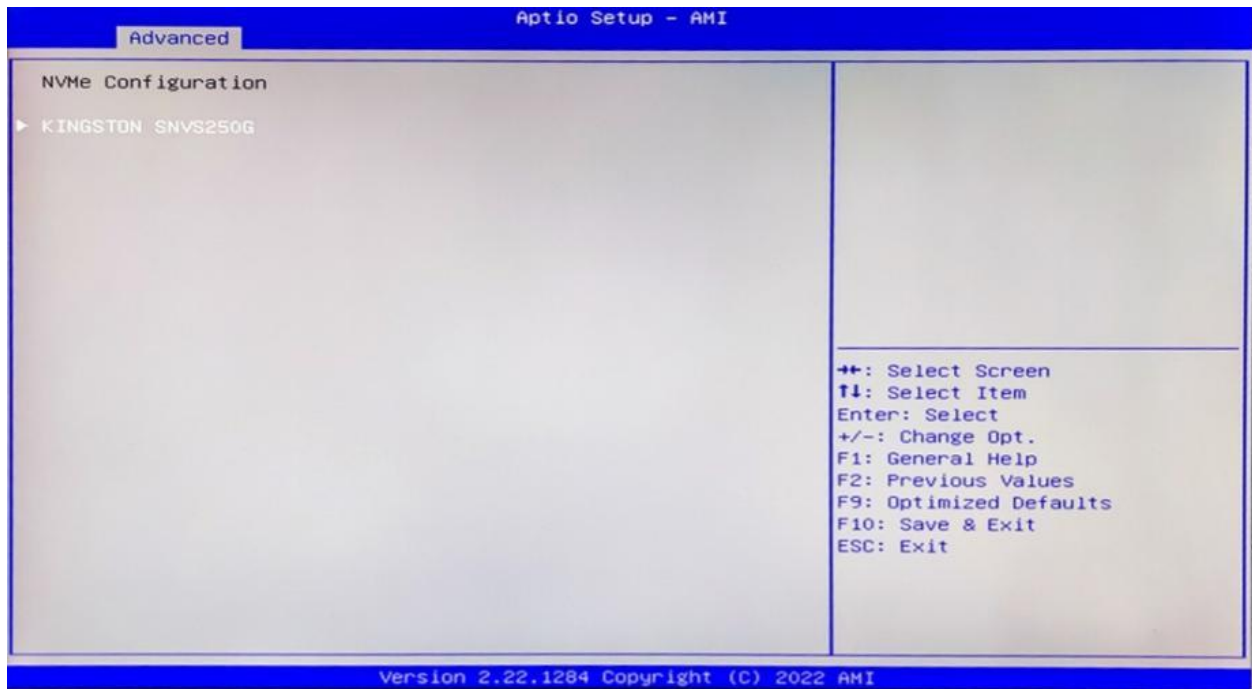 Aptio Setup - AMI
Advanced
NVMe Configuration
▶ KINGSTON SNVS250G
→←: Select Screen
↑↓: Select Item
Enter: Select
+/-: Change Opt.
F1: General Help
F2: Previous Values
F9: Optimized Defaults
F10: Save & Exit
ESC: Exit
Version 2.22.1284 Copyright (C) 2022 AMI